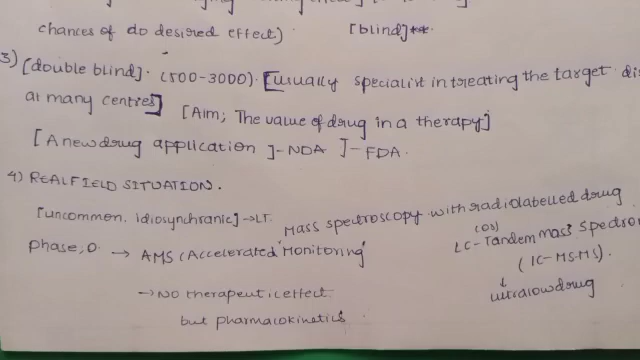 chances of do desired effect) [blind]**
3) [double blind]. (500-3000). [usually specialist in treating the target
at many centres] [Aim; The value of drug in a therapy]
[A new drug application]-NDA ]-FDA.
4) REALFIELD SITUATION.
[uncommon, idiosynchranic]→LT.
Mass spectroscopy with radiolabelled drug
Phase, 0 → AMS (Accelerated Monitoring)
(or)
LC-Tandem mass
(LC-MS-MS).
↓
ultralow drug
→ NO therapeutic effect.
but pharmacokinetics